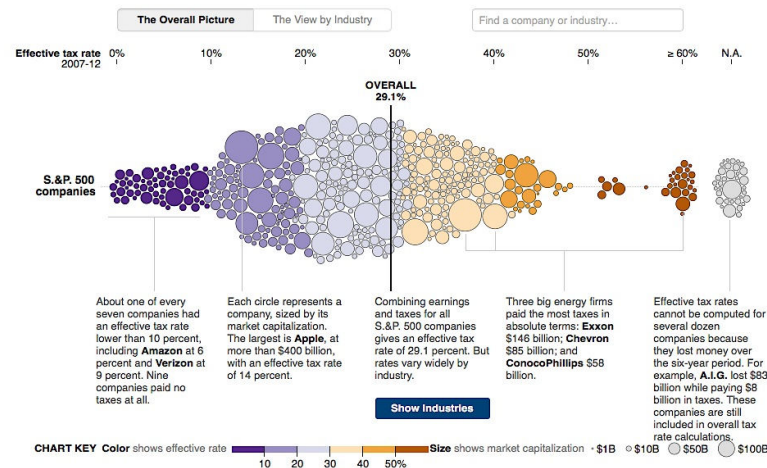 The Overall Picture
The View by Industry
Find a company or industry…
Effective tax rate
2007-12
0%
10%
20%
30%
40%
50%
≥ 60%
N.A.
OVERALL
29.1%
S.&P. 500
companies
About one of every
seven companies had
an effective tax rate
lower than 10 percent,
including Amazon at 6
percent and Verizon at
9 percent. Nine
companies paid no
taxes at all.
Each circle represents a
company, sized by its
market capitalization.
The largest is Apple, at
more than $400 billion,
with an effective tax rate
of 14 percent.
Combining earnings
and taxes for all
S.&P. 500 companies
gives an effective tax
rate of 29.1 percent. But
rates vary widely by
industry.
Show Industries
Three big energy firms
paid the most taxes in
absolute terms: Exxon
$146 billion; Chevron
$85 billion; and
ConocoPhillips $58
billion.
Effective tax rates
cannot be computed for
several dozen
companies because
they lost money over
the six-year period. For
example, A.I.G. lost $83
billion while paying $8
billion in taxes. These
companies are still
included in overall tax
rate calculations.
CHART KEY Color shows effective rate
10 20 30 40 50%
Size shows market capitalization $1B $10B $50B $100B